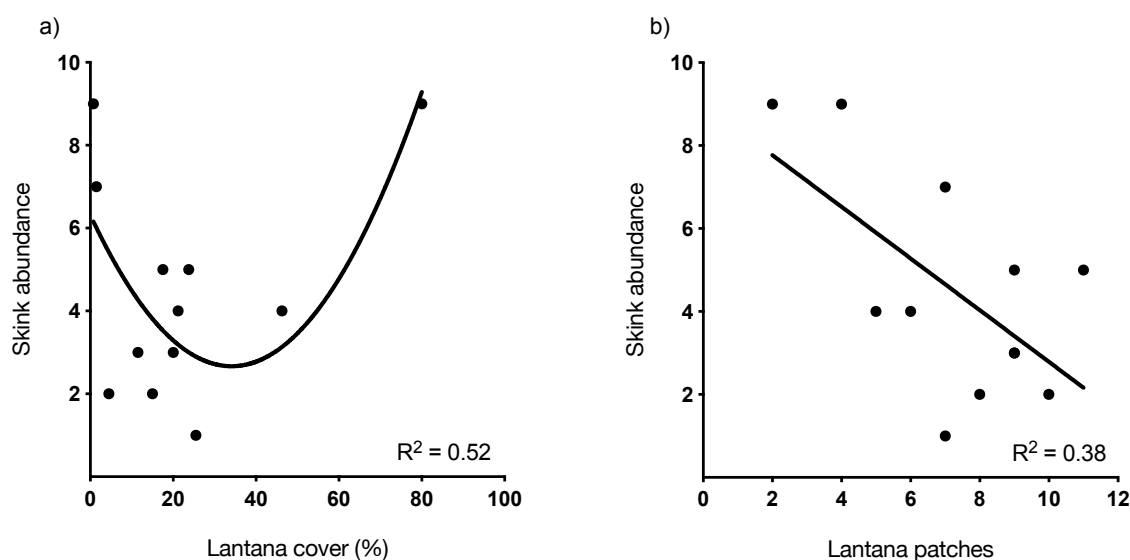 a)
10
8
6
4
2
Skink abundance
0
20
40
60
80
100
Lantana cover (%)
R² = 0.52
b)
10
8
6
4
2
Skink abundance
0
2
4
6
8
10
12
Lantana patches
R² = 0.38